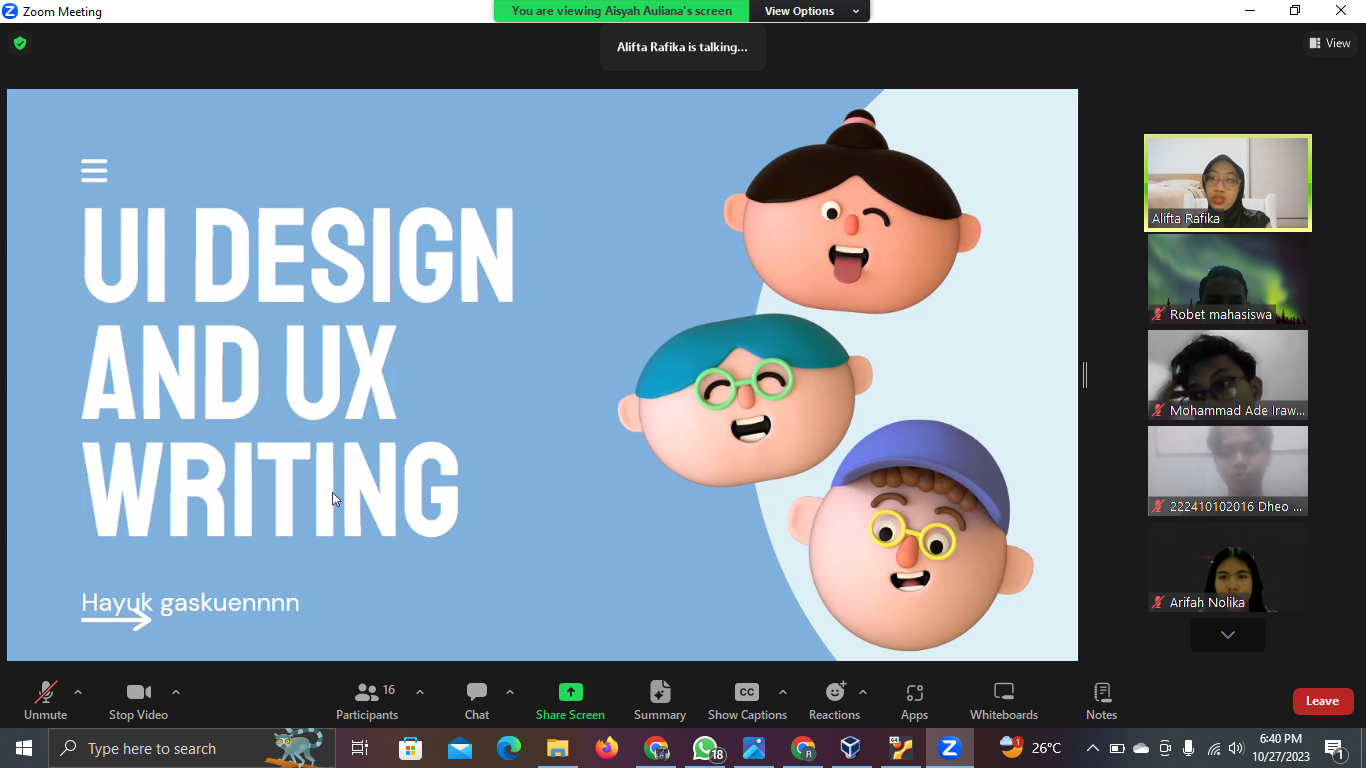 Zoom Meeting
You are viewing Aisyah Auliana's screen
View Options
Alifta Rafika is talking...
View
UI DESIGN
AND UX
WRITING
Hayuk gaskuennnn
Alifta Rafika
Robet mahasiswa
Mohammad Ade Iraw...
222410102016 Dheo ...
Arifah Nolika
Unmute
Stop Video
16
Participants
Chat
Share Screen
CC
Summary
Show Captions
Reactions
Apps
Whiteboards
Notes
Leave
Type here to search
18
R
1
26°C
6:40 PM
10/27/2023
1